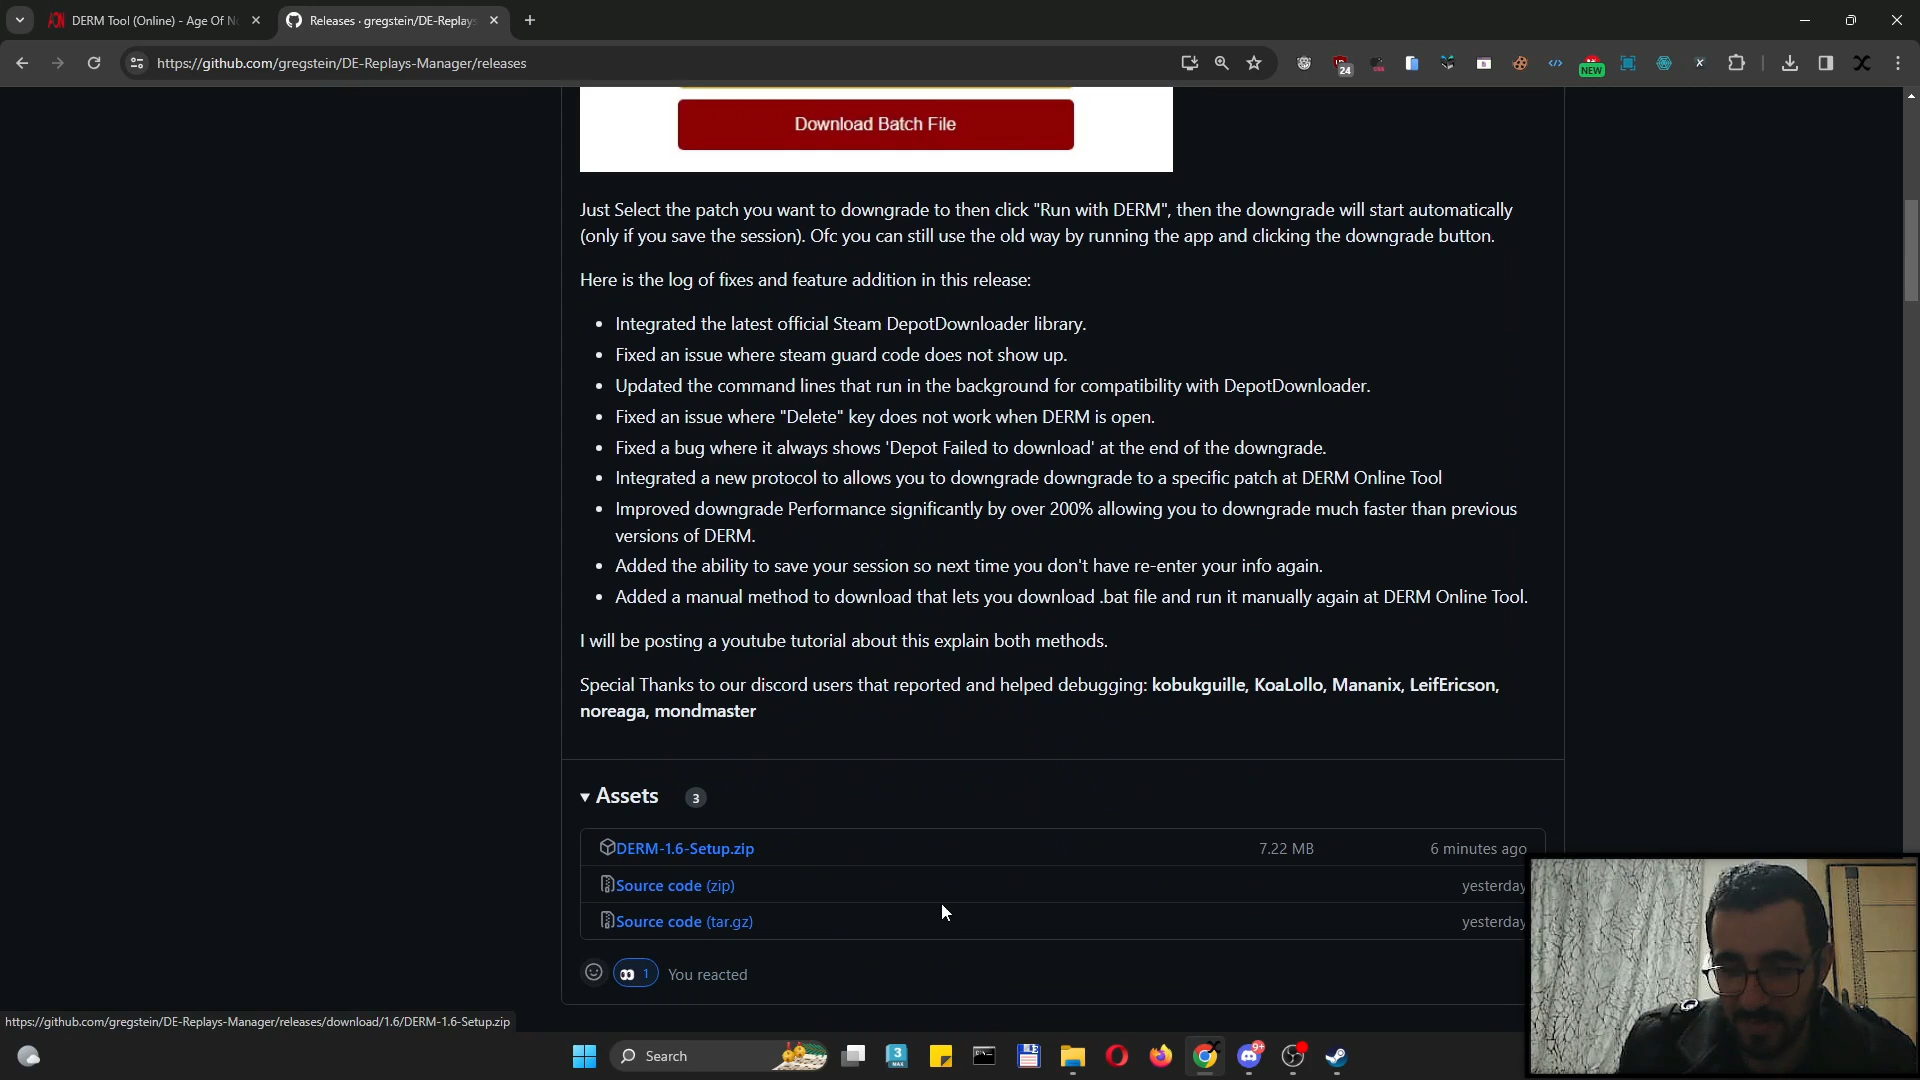 DERM Tool (Online) - Age Of N
Releases · gregstein/DE-Replays
https://github.com/gregstein/DE-Replays-Manager/releases
24
NEW
Download Batch File
Just Select the patch you want to downgrade to then click "Run with DERM", then the downgrade will start automatically
(only if you save the session). Ofc you can still use the old way by running the app and clicking the downgrade button.
Here is the log of fixes and feature addition in this release:
• Integrated the latest official Steam DepotDownloader library.
• Fixed an issue where steam guard code does not show up.
• Updated the command lines that run in the background for compatibility with DepotDownloader.
• Fixed an issue where "Delete" key does not work when DERM is open.
• Fixed a bug where it always shows 'Depot Failed to download' at the end of the downgrade.
• Integrated a new protocol to allows you to downgrade downgrade to a specific patch at DERM Online Tool
• Improved downgrade Performance significantly by over 200% allowing you to downgrade much faster than previous
versions of DERM.
• Added the ability to save your session so next time you don't have re-enter your info again.
• Added a manual method to download that lets you download .bat file and run it manually again at DERM Online Tool.
I will be posting a youtube tutorial about this explain both methods.
Special Thanks to our discord users that reported and helped debugging: kobukguille, KoaLollo, Mananix, LeifEricson,
noreaga, mondmaster
Assets 3
DERM-1.6-Setup.zip 7.22 MB 6 minutes ago
Source code (zip) yesterday
Source code (tar.gz) yesterday
1 You reacted
https://github.com/gregstein/DE-Replays-Manager/releases/download/1.6/DERM-1.6-Setup.zip
Search
3
9+